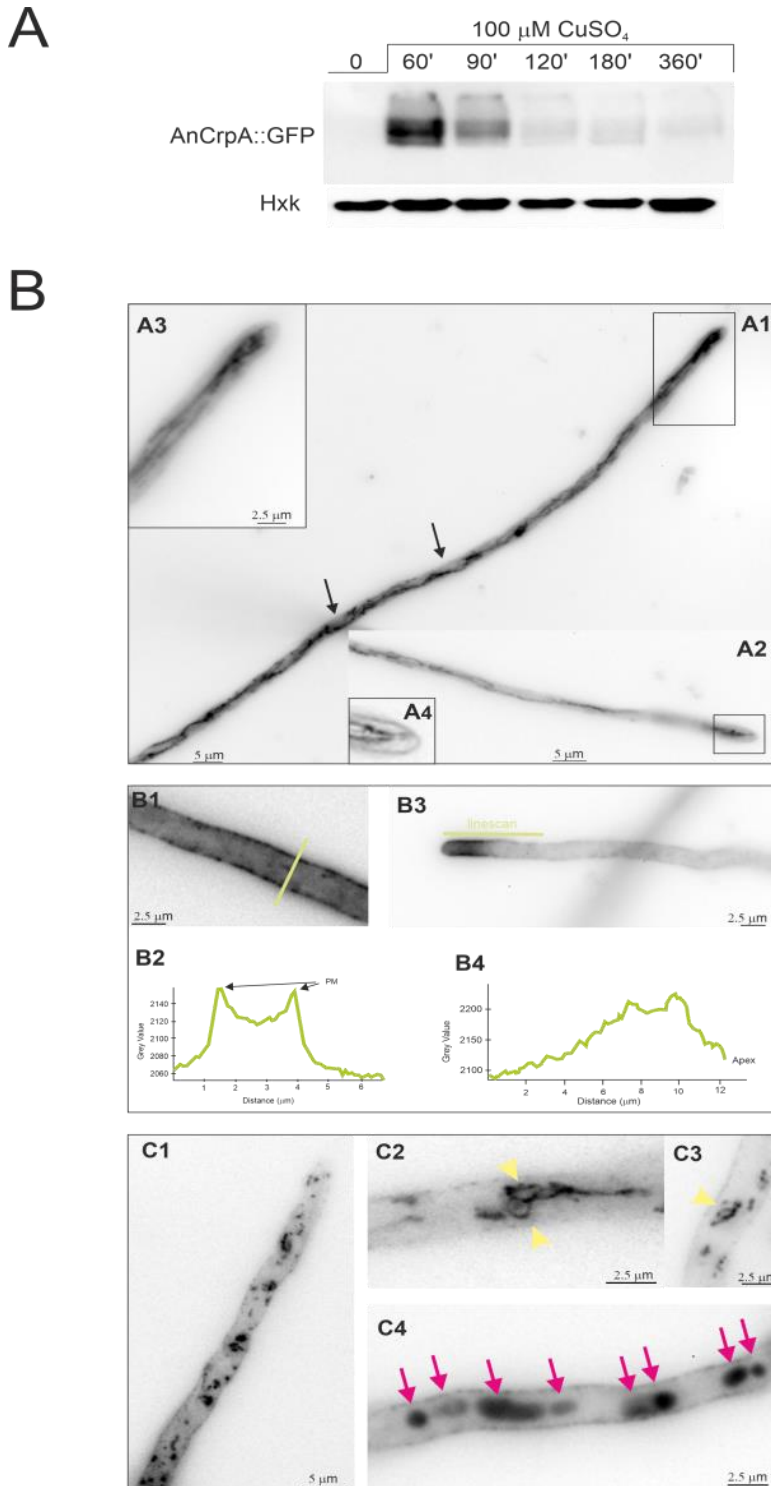 A
100 μM CuSO₄
0 60' 90' 120' 180' 360'
AnCrpA::GFP
Hxk
B
A3
A1
2.5 μm
A2
A4
5 μm
5 μm
B1
B3
linescan
2.5 μm
2.5 μm
B2
PM
2140
2120
2100
2080
2060
Grey Value
1 2 3 4 5 6
Distance (μm)
B4
2200
2150
2100
Grey Value
Apex
2 4 6 8 10 12
Distance (μm)
C1
C2
C3
2.5 μm
2.5 μm
C4
5 μm
2.5 μm